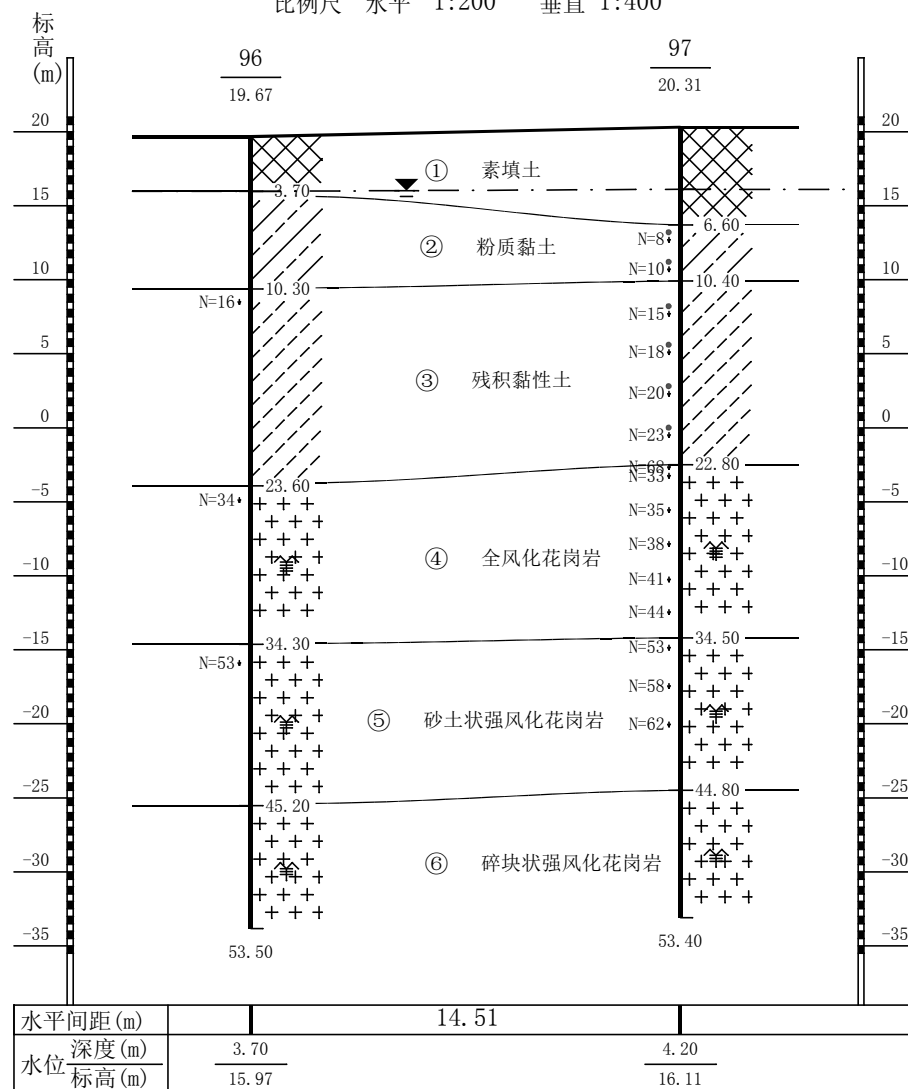 比例尺 水平 1:200 垂直 1:400
标高(m)
96
19.67
97
20.31
20 20
① 素填土
3.70
15 15
6.60
② 粉质黏土
N=8
N=10
10 10
10.30
10.40
N=16
N=15
5 5
N=18
③ 残积黏性土
N=20
0 0
N=23
N=68
22.80
N=33
23.60
-5 -5
N=34
N=35
④ 全风化花岗岩
N=38
-10 -10
N=41
N=44
34.30
34.50
-15 -15
N=53
N=53
N=58
⑤ 砂土状强风化花岗岩
N=62
-20 -20
-25 -25
45.20
44.80
⑥ 碎块状强风化花岗岩
-30 -30
-35 -35
53.50
53.40
水平间距(m) 14.51
水位 深度(m) 3.70 4.20
标高(m) 15.97 16.11